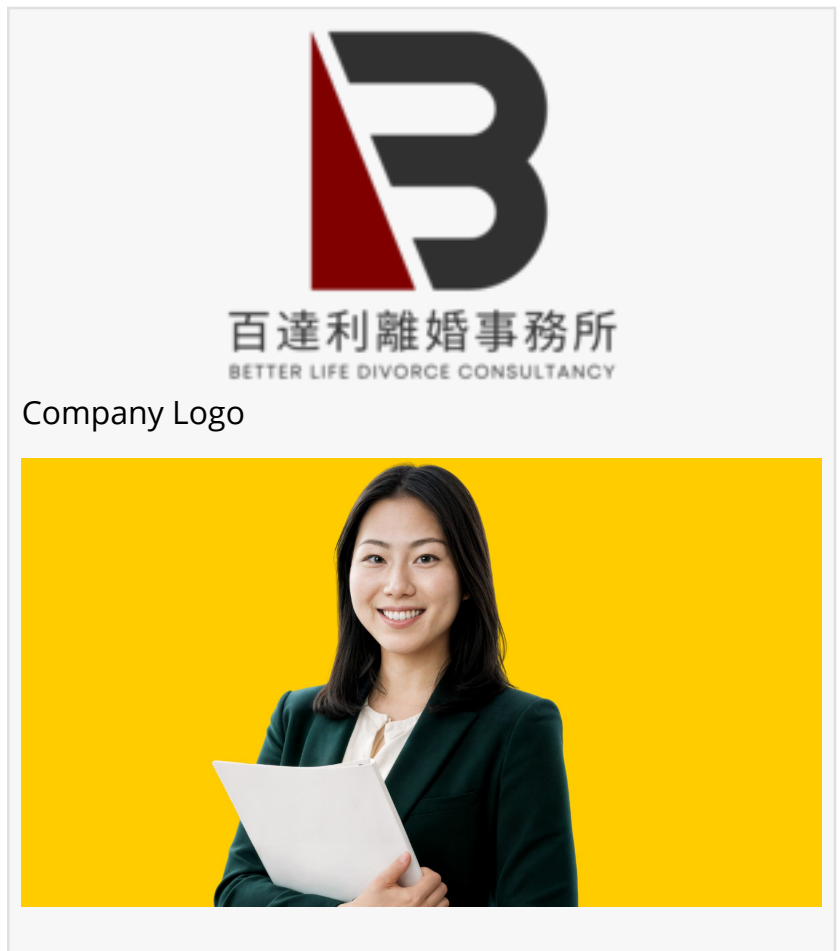 百達利離婚事務所
BETTER LIFE DIVORCE CONSULTANCY
Company Logo